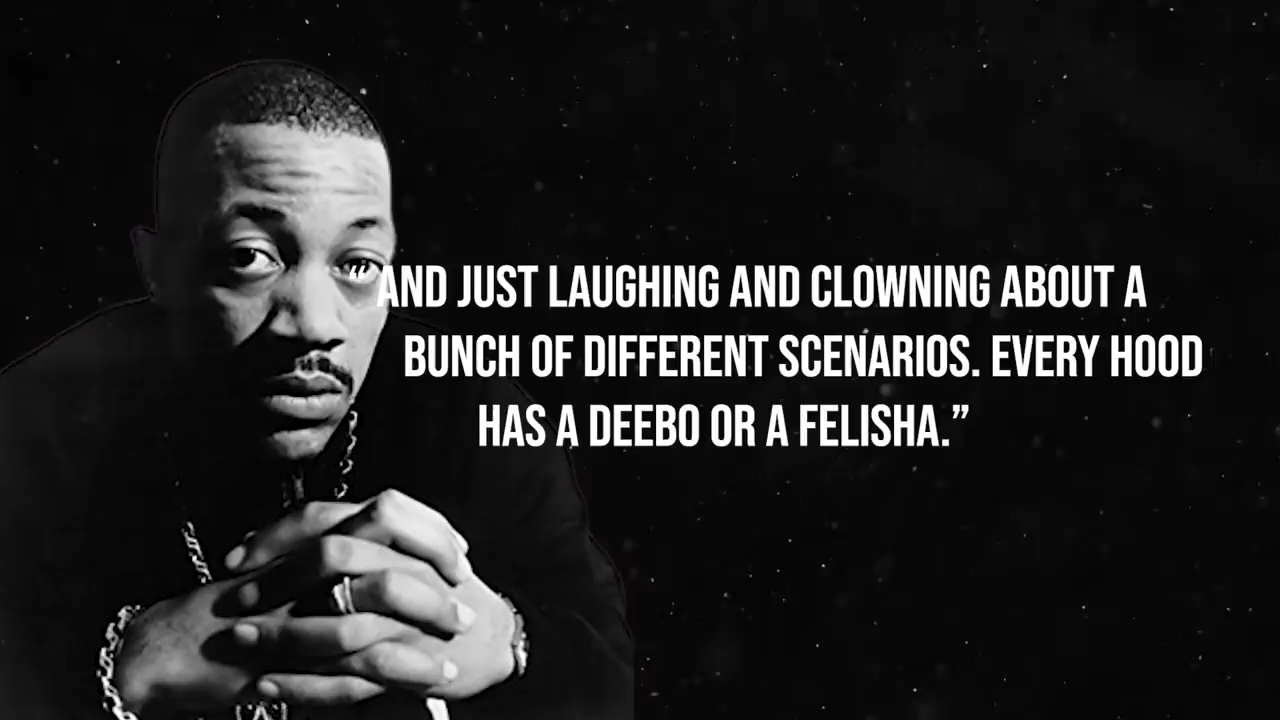 “AND JUST LAUGHING AND CLOWNING ABOUT A
BUNCH OF DIFFERENT SCENARIOS. EVERY HOOD
HAS A DEEBO OR A FELISHA.”